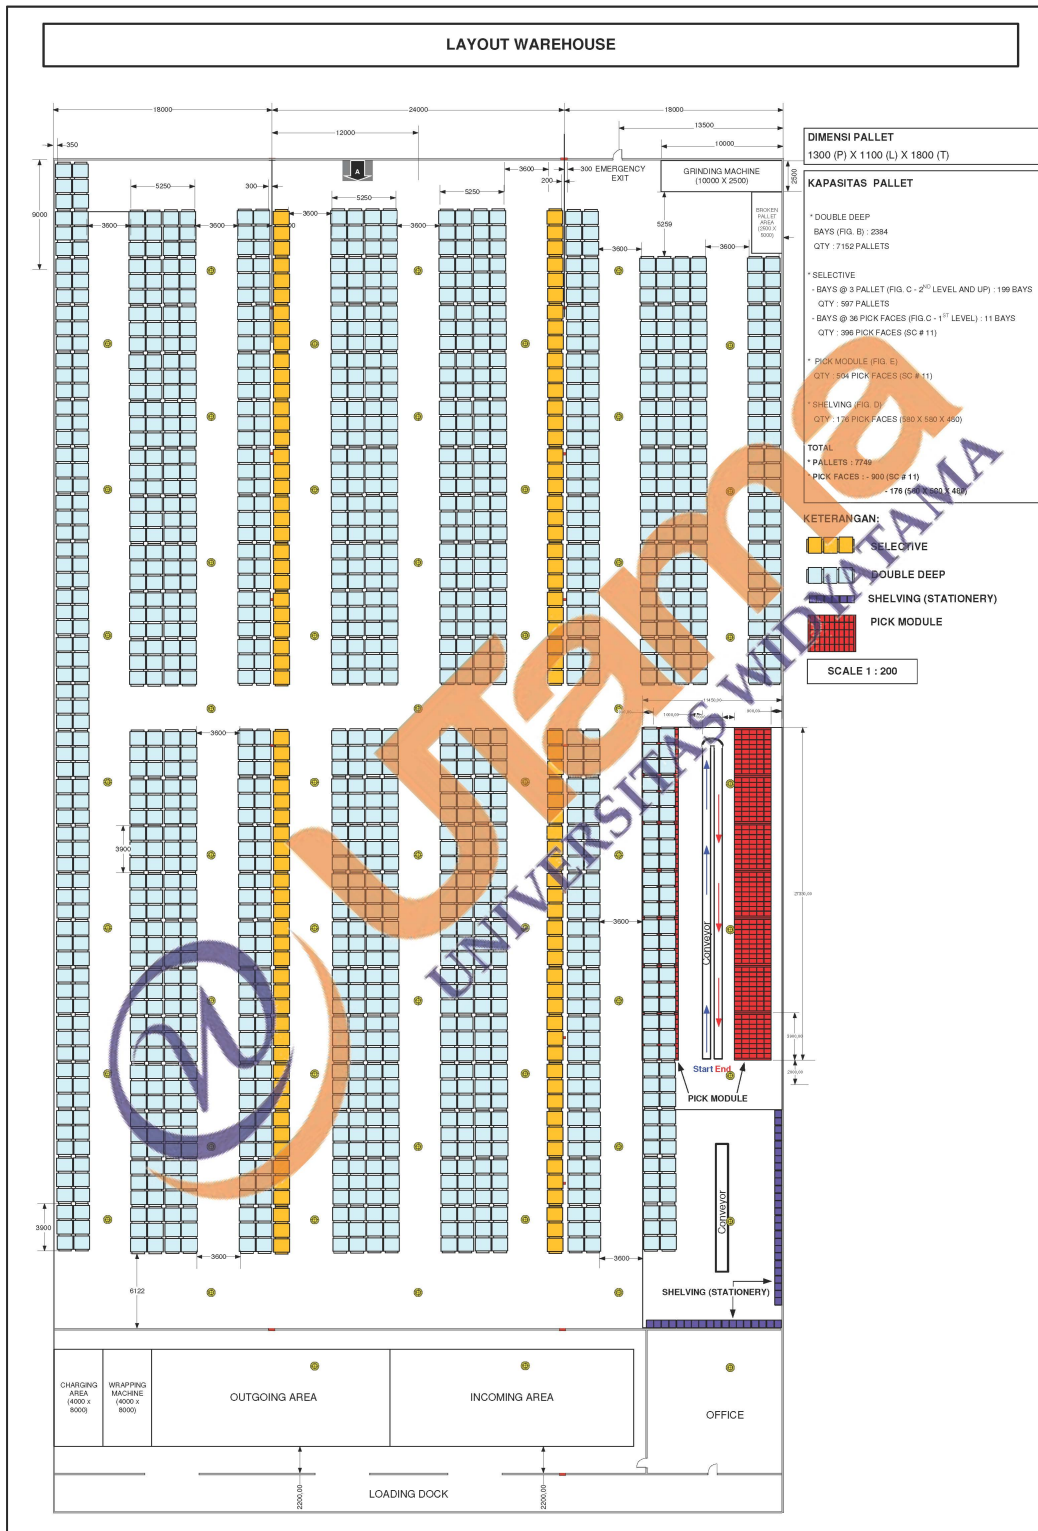 LAYOUT WAREHOUSE
18000
24000
18000
12000
13500
10000
350
9000
5250
300
A
5250
5250
3600
300
200
EMERGENCY
EXIT
GRINDING MACHINE
(10000 X 2500)
2500
BROKEN
PALLET
AREA
(2500 X
5000)
3600
3600
3600
3600
3600
5259
3600
DIMENSI PALLET
1300 (P) X 1100 (L) X 1800 (T)
KAPASITAS PALLET
* DOUBLE DEEP
BAYS (FIG. B) : 2384
QTY : 7152 PALLETS
* SELECTIVE
- BAYS @ 3 PALLET (FIG. C - 2ND LEVEL AND UP) : 199 BAYS
QTY : 597 PALLETS
- BAYS @ 36 PICK FACES (FIG.C - 1ST LEVEL) : 11 BAYS
QTY : 396 PICK FACES (SC # 11)
* PICK MODULE (FIG. E)
QTY : 504 PICK FACES (SC # 11)
* SHELVING (FIG. D)
QTY : 176 PICK FACES (580 X 580 X 480)
TOTAL
* PALLETS : 7749
* PICK FACES : - 900 (SC # 11)
- 176 (580 X 580 X 480)
KETERANGAN:
SELECTIVE
DOUBLE DEEP
SHELVING (STATIONERY)
PICK MODULE
SCALE 1 : 200
Utama
UNIVERSITAS WIDYATAMA
11450,00
3600
3900
3600
27300,00
Conveyor
Start End
PICK MODULE
3900
3600
3600
6122
Conveyor
SHELVING (STATIONERY)
CHARGING
AREA
(4000 x
8000)
WRAPPING
MACHINE
(4000 x
8000)
OUTGOING AREA
INCOMING AREA
OFFICE
2200,00
2200,00
LOADING DOCK